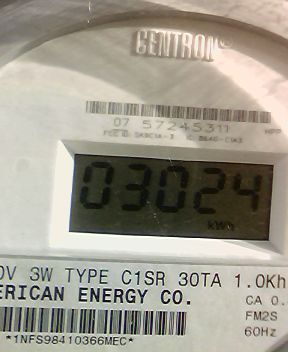 CENTRON®
07 57245311
03024
kWh
0V 3W TYPE C1SR 30TA 1.0Kh
ERICAN ENERGY CO.
CA 0.
FM2S
*1NFS98410366MEC*
60Hz